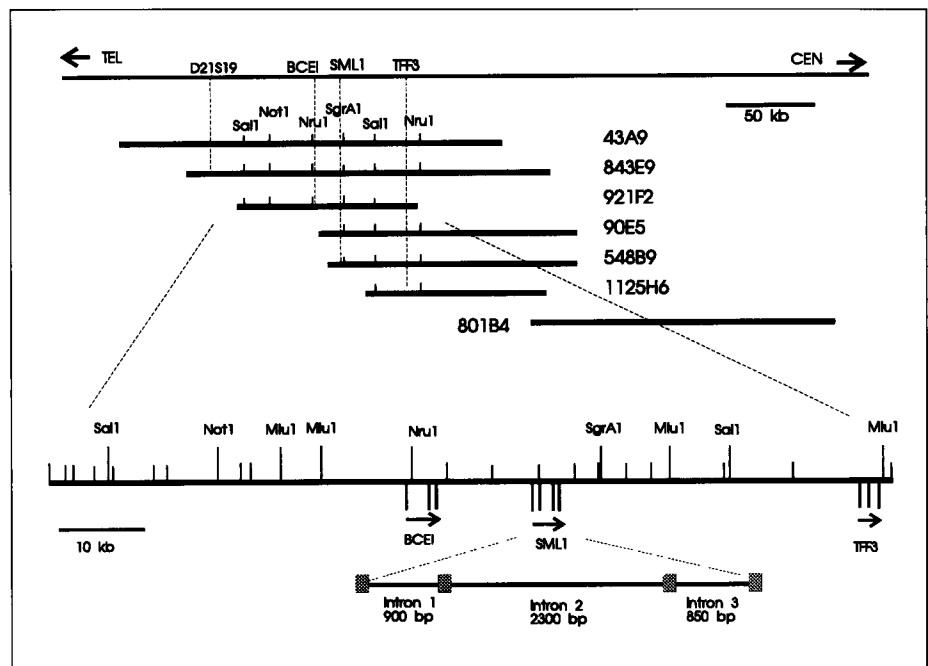 TEL
CEN
D21S19
BCEI
SML1
TFF3
50 kb
Sal1
Not1
Nru1
SgrA1
Sal1
Nru1
43A9
843E9
921F2
90E5
548B9
1125H6
801B4
Sal1
Not1
Mlu1
Mlu1
Nru1
SgrA1
Mlu1
Sal1
Mlu1
10 kb
BCEI
SML1
TFF3
Intron 1
900 bp
Intron 2
2300 bp
Intron 3
850 bp